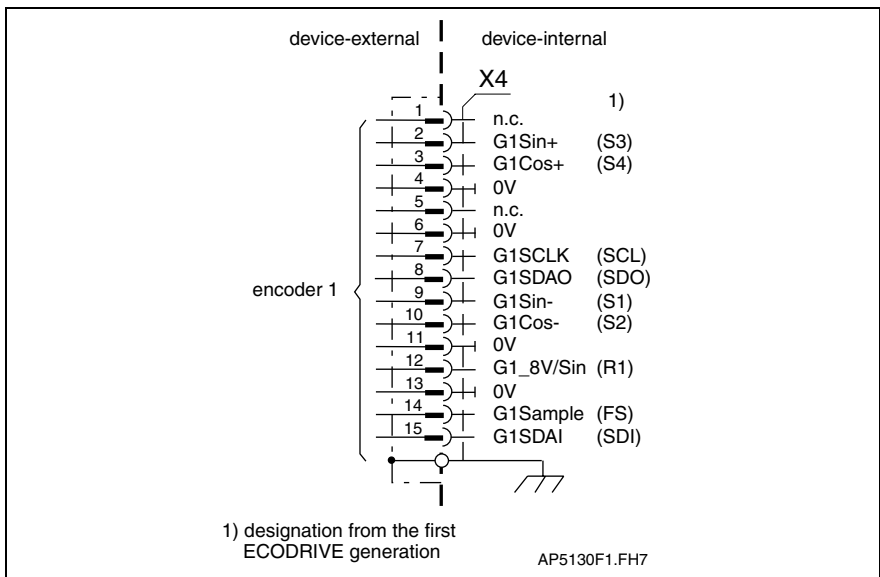 device-external device-internal
X4
1)
1 n.c.
2 G1Sin+ (S3)
3 G1Cos+ (S4)
4 0V
5 n.c.
6 0V
7 G1SCLK (SCL)
8 G1SDAO (SDO)
encoder 1
9 G1Sin- (S1)
10 G1Cos- (S2)
11 0V
12 G1_8V/Sin (R1)
13 0V
14 G1Sample (FS)
15 G1SDAI (SDI)
1) designation from the first
ECODRIVE generation
AP5130F1.FH7